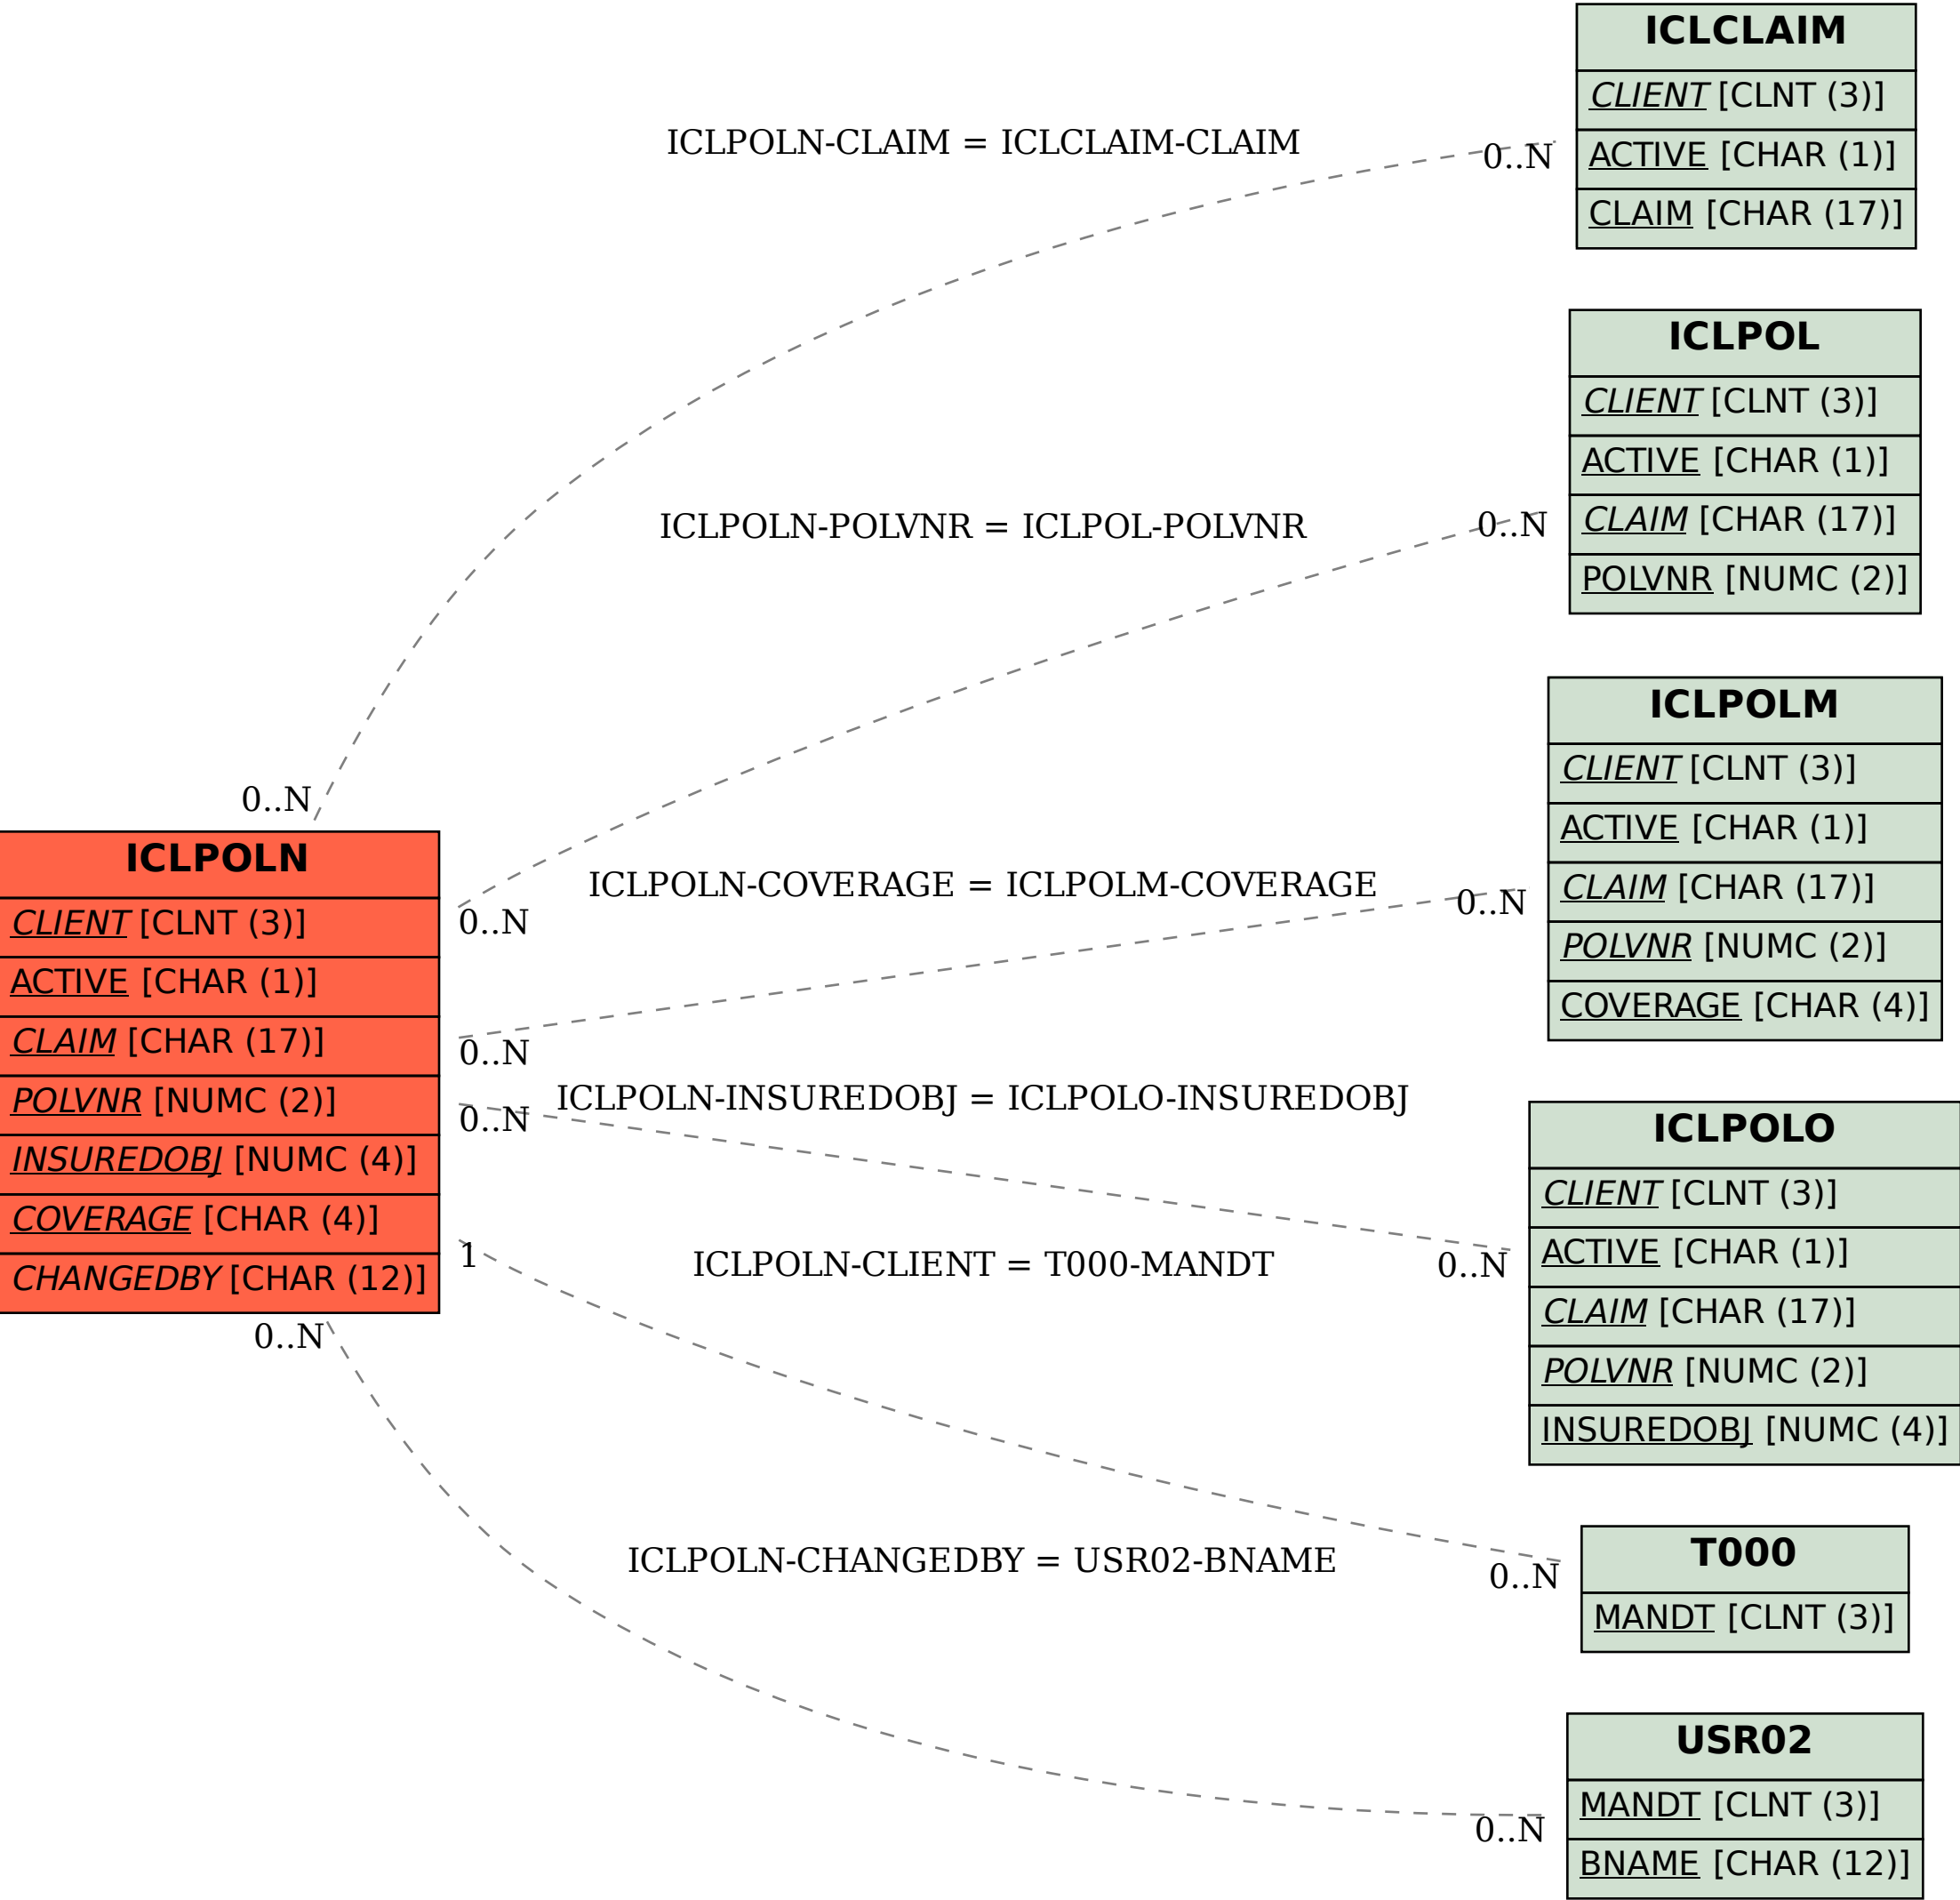 ICLCLAIM
CLIENT [CLNT (3)]
ACTIVE [CHAR (1)]
CLAIM [CHAR (17)]
ICLPOLN-CLAIM = ICLCLAIM-CLAIM
0..N
0..N
ICLPOL
CLIENT [CLNT (3)]
ACTIVE [CHAR (1)]
CLAIM [CHAR (17)]
POLVNR [NUMC (2)]
ICLPOLN-POLVNR = ICLPOL-POLVNR
0..N
0..N
ICLPOLM
CLIENT [CLNT (3)]
ACTIVE [CHAR (1)]
CLAIM [CHAR (17)]
POLVNR [NUMC (2)]
COVERAGE [CHAR (4)]
ICLPOLN-COVERAGE = ICLPOLM-COVERAGE
0..N
0..N
ICLPOLN
CLIENT [CLNT (3)]
ACTIVE [CHAR (1)]
CLAIM [CHAR (17)]
POLVNR [NUMC (2)]
INSUREDOBJ [NUMC (4)]
COVERAGE [CHAR (4)]
CHANGEDBY [CHAR (12)]
ICLPOLN-INSUREDOBJ = ICLPOLO-INSUREDOBJ
0..N
0..N
ICLPOLO
CLIENT [CLNT (3)]
ACTIVE [CHAR (1)]
CLAIM [CHAR (17)]
POLVNR [NUMC (2)]
INSUREDOBJ [NUMC (4)]
ICLPOLN-CLIENT = T000-MANDT
1
0..N
T000
MANDT [CLNT (3)]
ICLPOLN-CHANGEDBY = USR02-BNAME
0..N
0..N
USR02
MANDT [CLNT (3)]
BNAME [CHAR (12)]